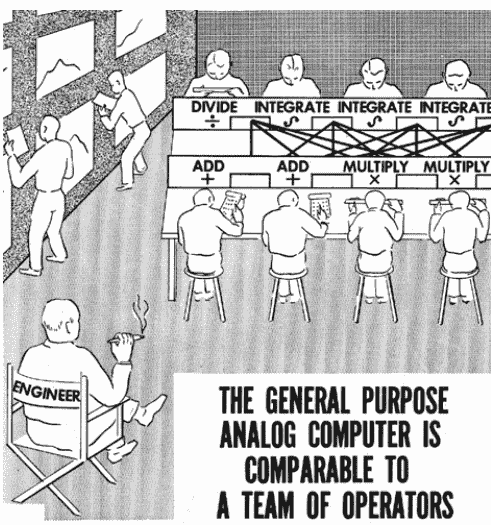 DIVIDE INTEGRATE INTEGRATE INTEGRATE
÷ ∫ ∫ ∫
ADD ADD MULTIPLY MULTIPLY
+ + × ×
ENGINEER
THE GENERAL PURPOSE
ANALOG COMPUTER IS
COMPARABLE TO
A TEAM OF OPERATORS